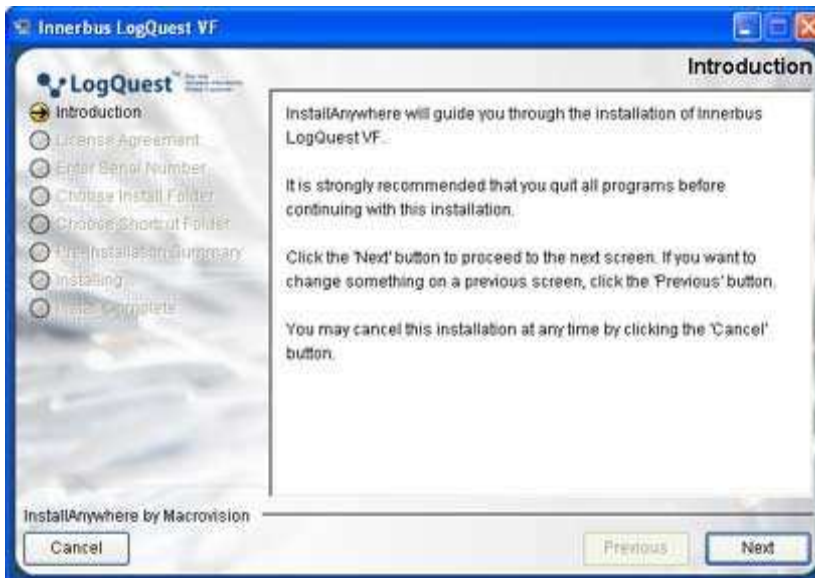 Innerbus LogQuest VF
Introduction
LogQuest™
Introduction
License Agreement
Enter Serial Number
Choose Install Folder
Choose Shortcut Folder
Pre-Installation Summary
Installing...
Install Complete
InstallAnywhere will guide you through the installation of Innerbus
LogQuest VF.
It is strongly recommended that you quit all programs before
continuing with this installation.
Click the 'Next' button to proceed to the next screen. If you want to
change something on a previous screen, click the 'Previous' button.
You may cancel this installation at any time by clicking the 'Cancel'
button.
InstallAnywhere by Macrovision
Cancel
Previous
Next